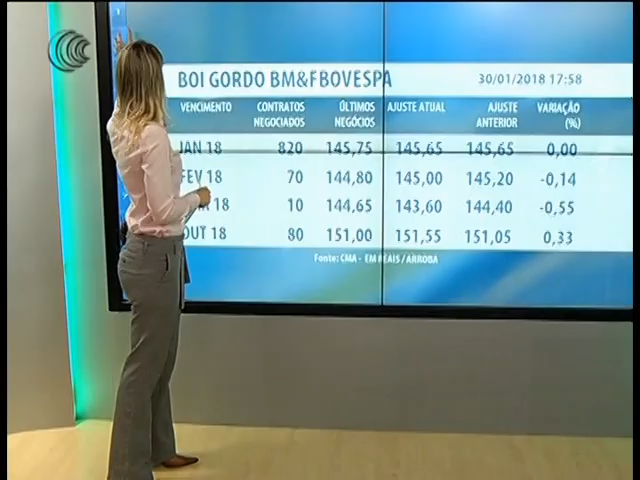 BOI GORDO BM&FBOVESPA 30/01/2018 17:58
VENCIMENTO CONTRATOS NEGOCIADOS ÚLTIMOS NEGÓCIOS AJUSTE ATUAL AJUSTE ANTERIOR VARIAÇÃO (%)
JAN 18 820 145,75 145,65 145,65 0,00
FEV 18 70 144,80 145,00 145,20 -0,14
18 10 144,65 143,60 144,40 -0,55
OUT 18 80 151,00 151,55 151,05 0,33
Fonte: CMA - EM REAIS / ARROBA